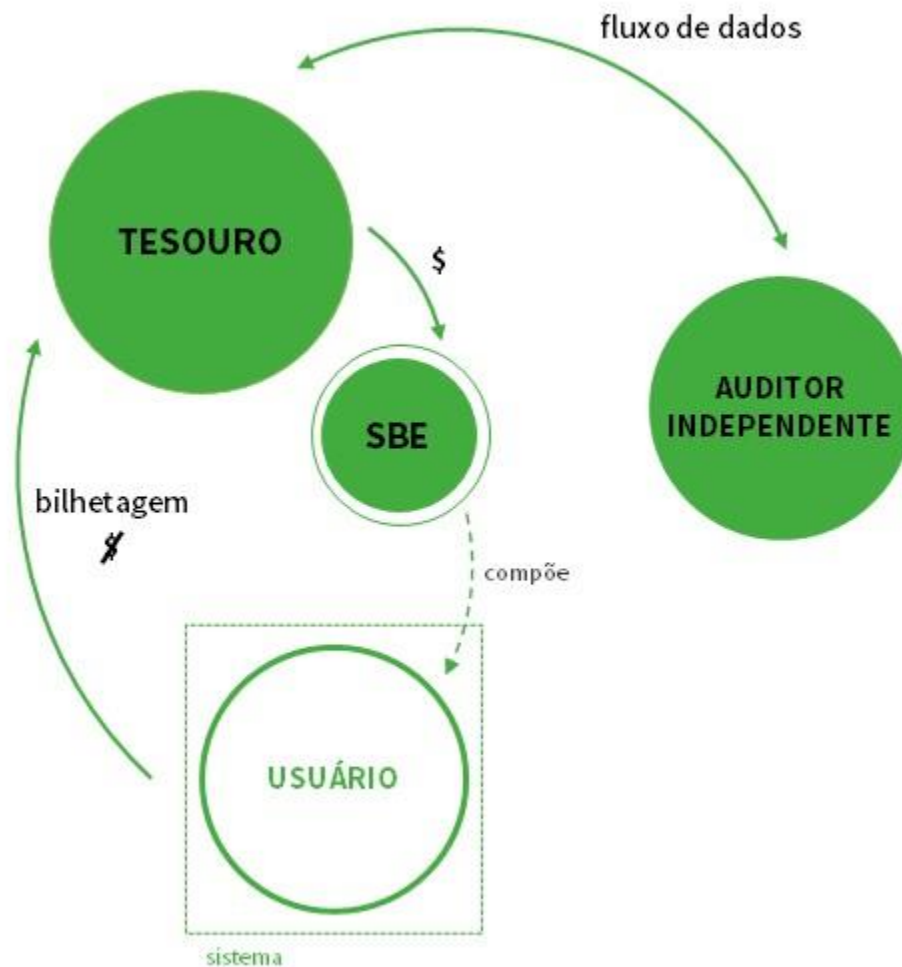 fluxo de dados
TESOURO
$
AUDITOR
INDEPENDENTE
SBE
bilhetagem
$
compõe
USUÁRIO
sistema